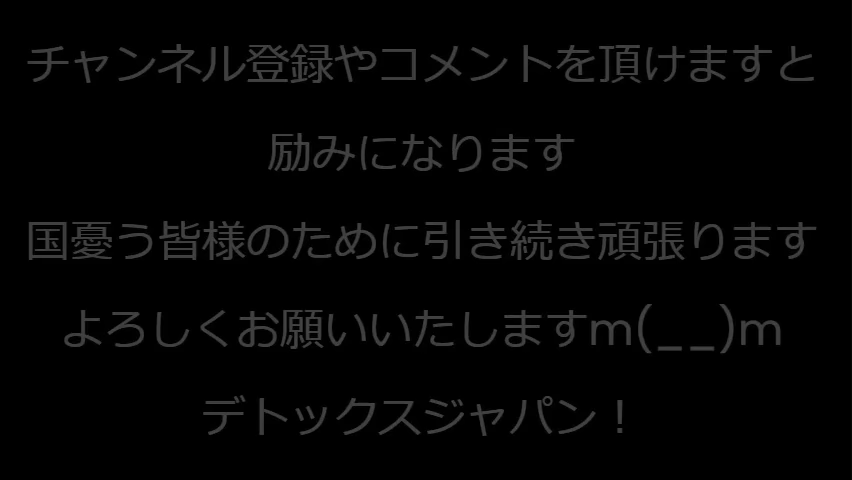 チャンネル登録やコメントを頂けますと
励みになります
国憂う皆様のために引き続き頑張ります
よろしくお願いいたしますm(__)m
デトックスジャパン！